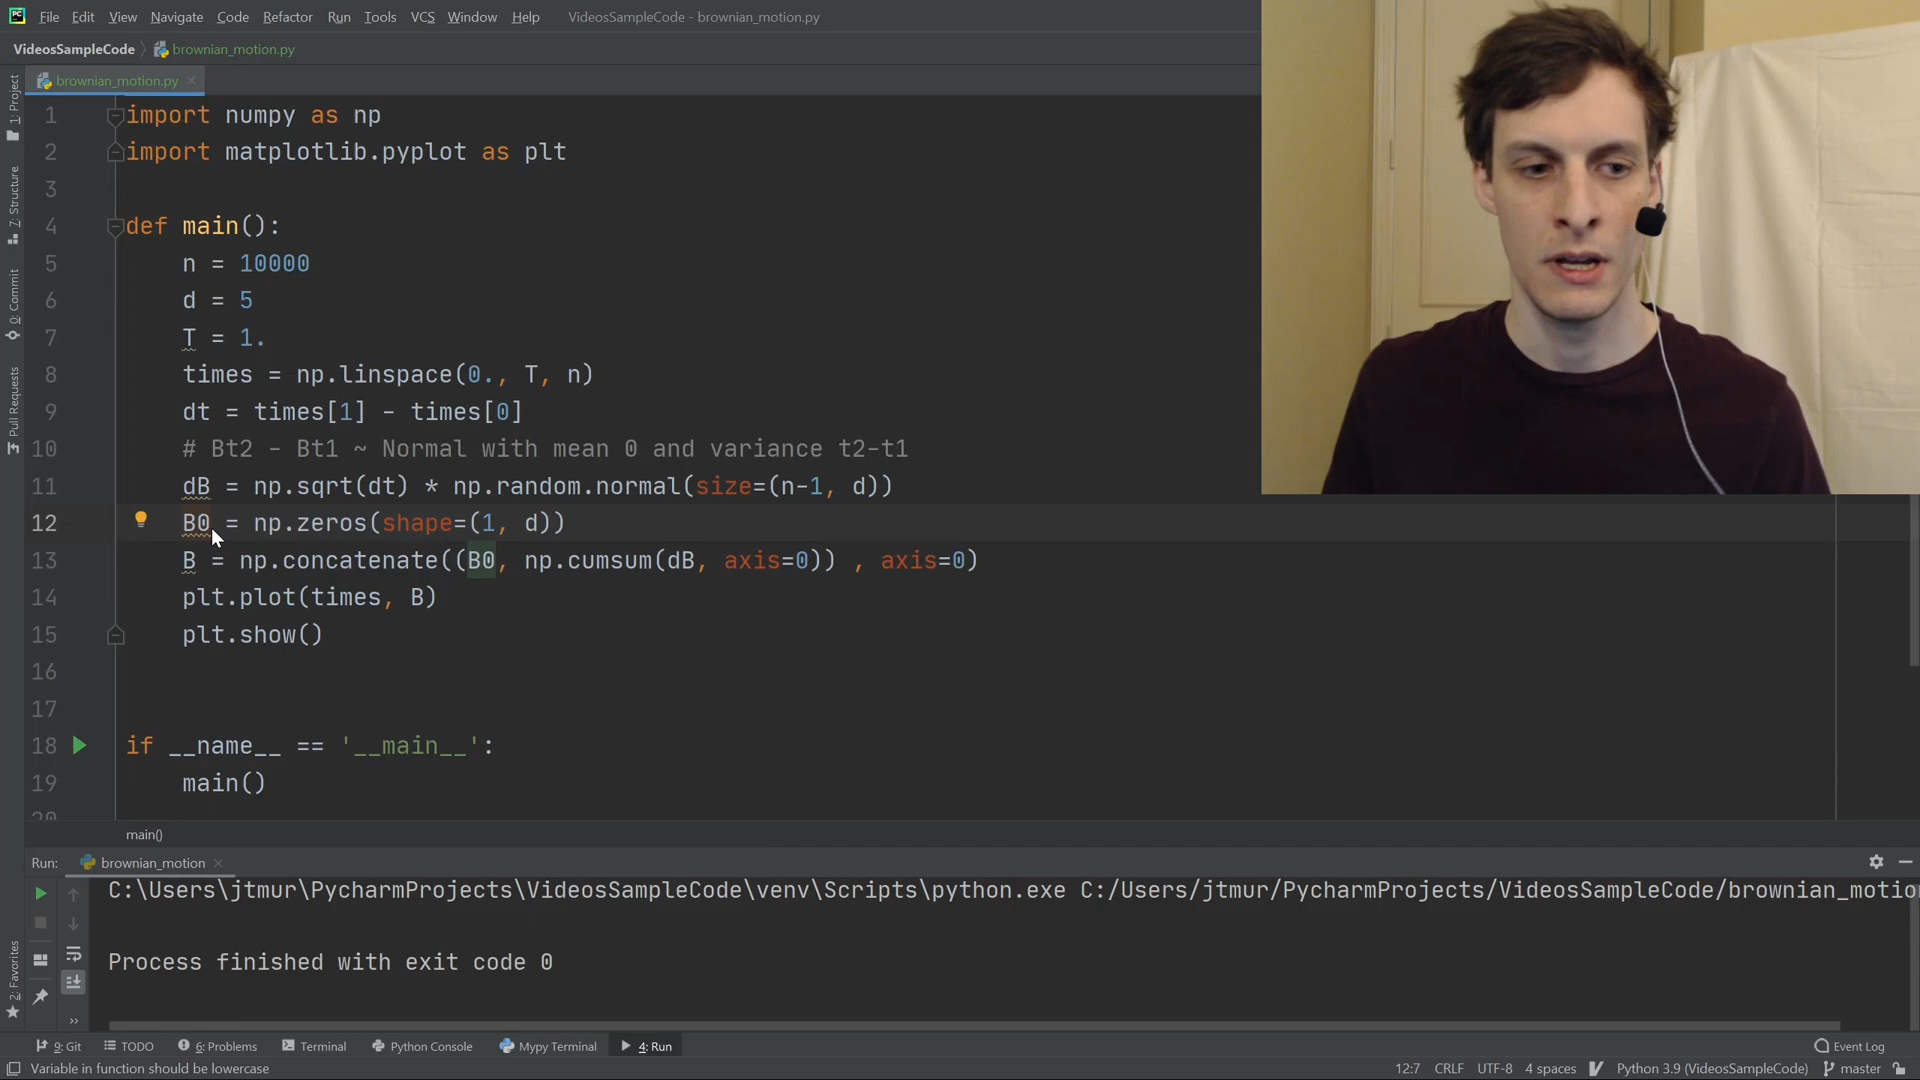 File Edit View Navigate Code Refactor Run Tools VCS Window Help VideosSampleCode - brownian_motion.py
VideosSampleCode brownian_motion.py
brownian_motion.py
1: Project
7: Structure
0: Commit
Pull Requests
2: Favorites
1 import numpy as np
2 import matplotlib.pyplot as plt
3
4 def main():
5 n = 10000
6 d = 5
7 T = 1.
8 times = np.linspace(0., T, n)
9 dt = times[1] - times[0]
10 # Bt2 - Bt1 ~ Normal with mean 0 and variance t2-t1
11 dB = np.sqrt(dt) * np.random.normal(size=(n-1, d))
12 B0 = np.zeros(shape=(1, d))
13 B = np.concatenate((B0, np.cumsum(dB, axis=0)) , axis=0)
14 plt.plot(times, B)
15 plt.show()
16
17
18 if __name__ == '__main__':
19 main()
20
main()
Run: brownian_motion
C:\Users\jtmur\PycharmProjects\VideosSampleCode\venv\Scripts\python.exe C:/Users/jtmur/PycharmProjects/VideosSampleCode/brownian_motio
Process finished with exit code 0
9: Git TODO 6: Problems Terminal Python Console Mypy Terminal 4: Run Event Log
Variable in function should be lowercase 12:7 CRLF UTF-8 4 spaces Python 3.9 (VideosSampleCode) master